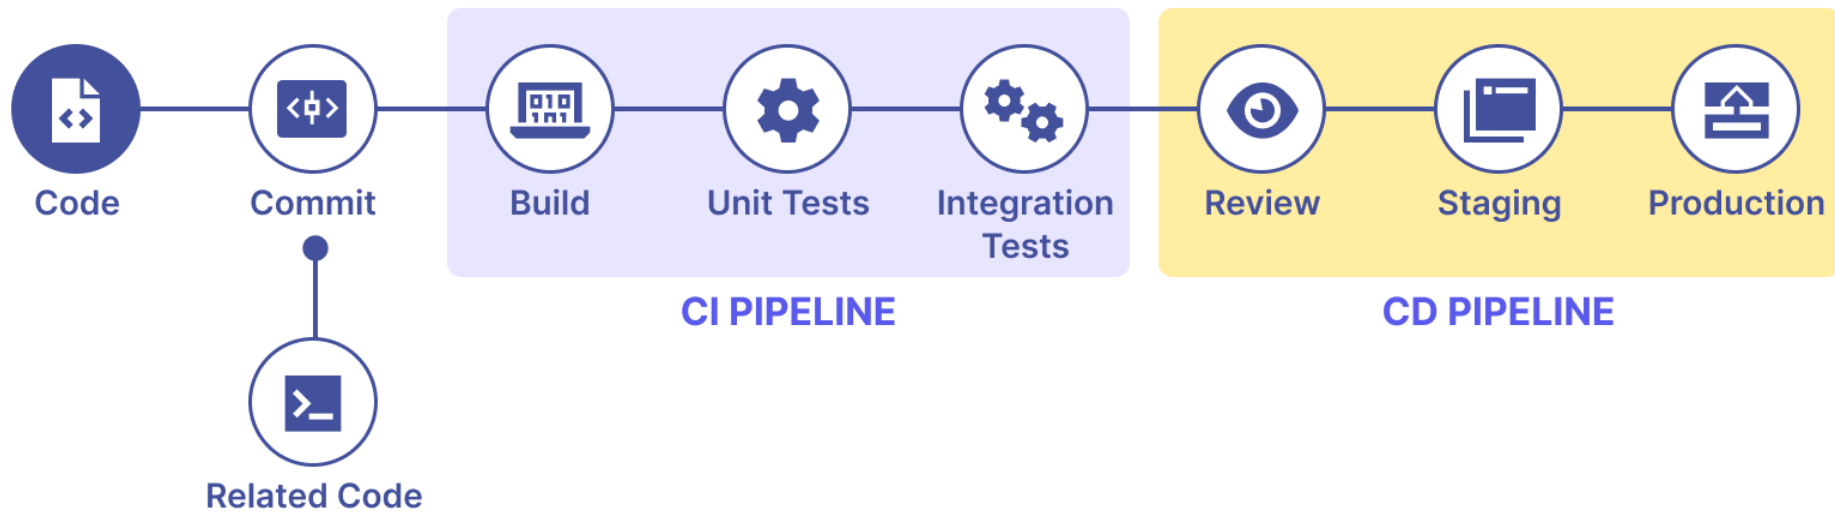 Code
Commit
Build
Unit Tests
Integration
Tests
Review
Staging
Production
CI PIPELINE
CD PIPELINE
Related Code